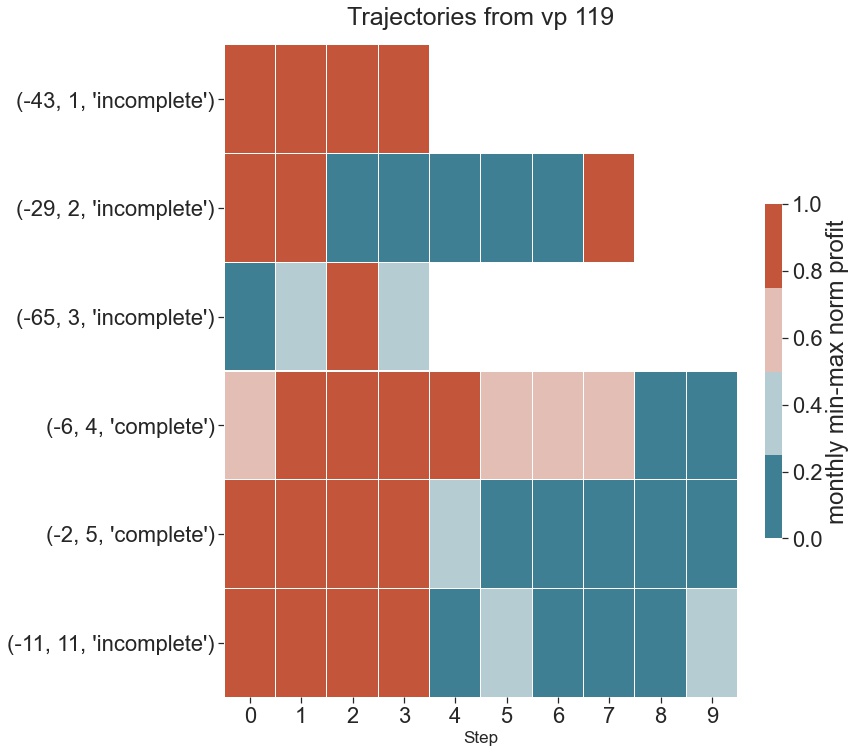 Trajectories from vp 119
(-43, 1, 'incomplete')
(-29, 2, 'incomplete')
(-65, 3, 'incomplete')
(-6, 4, 'complete')
(-2, 5, 'complete')
(-11, 11, 'incomplete')
0 1 2 3 4 5 6 7 8 9
Step
1.0
0.8
0.6
0.4
0.2
0.0
monthly min-max norm profit